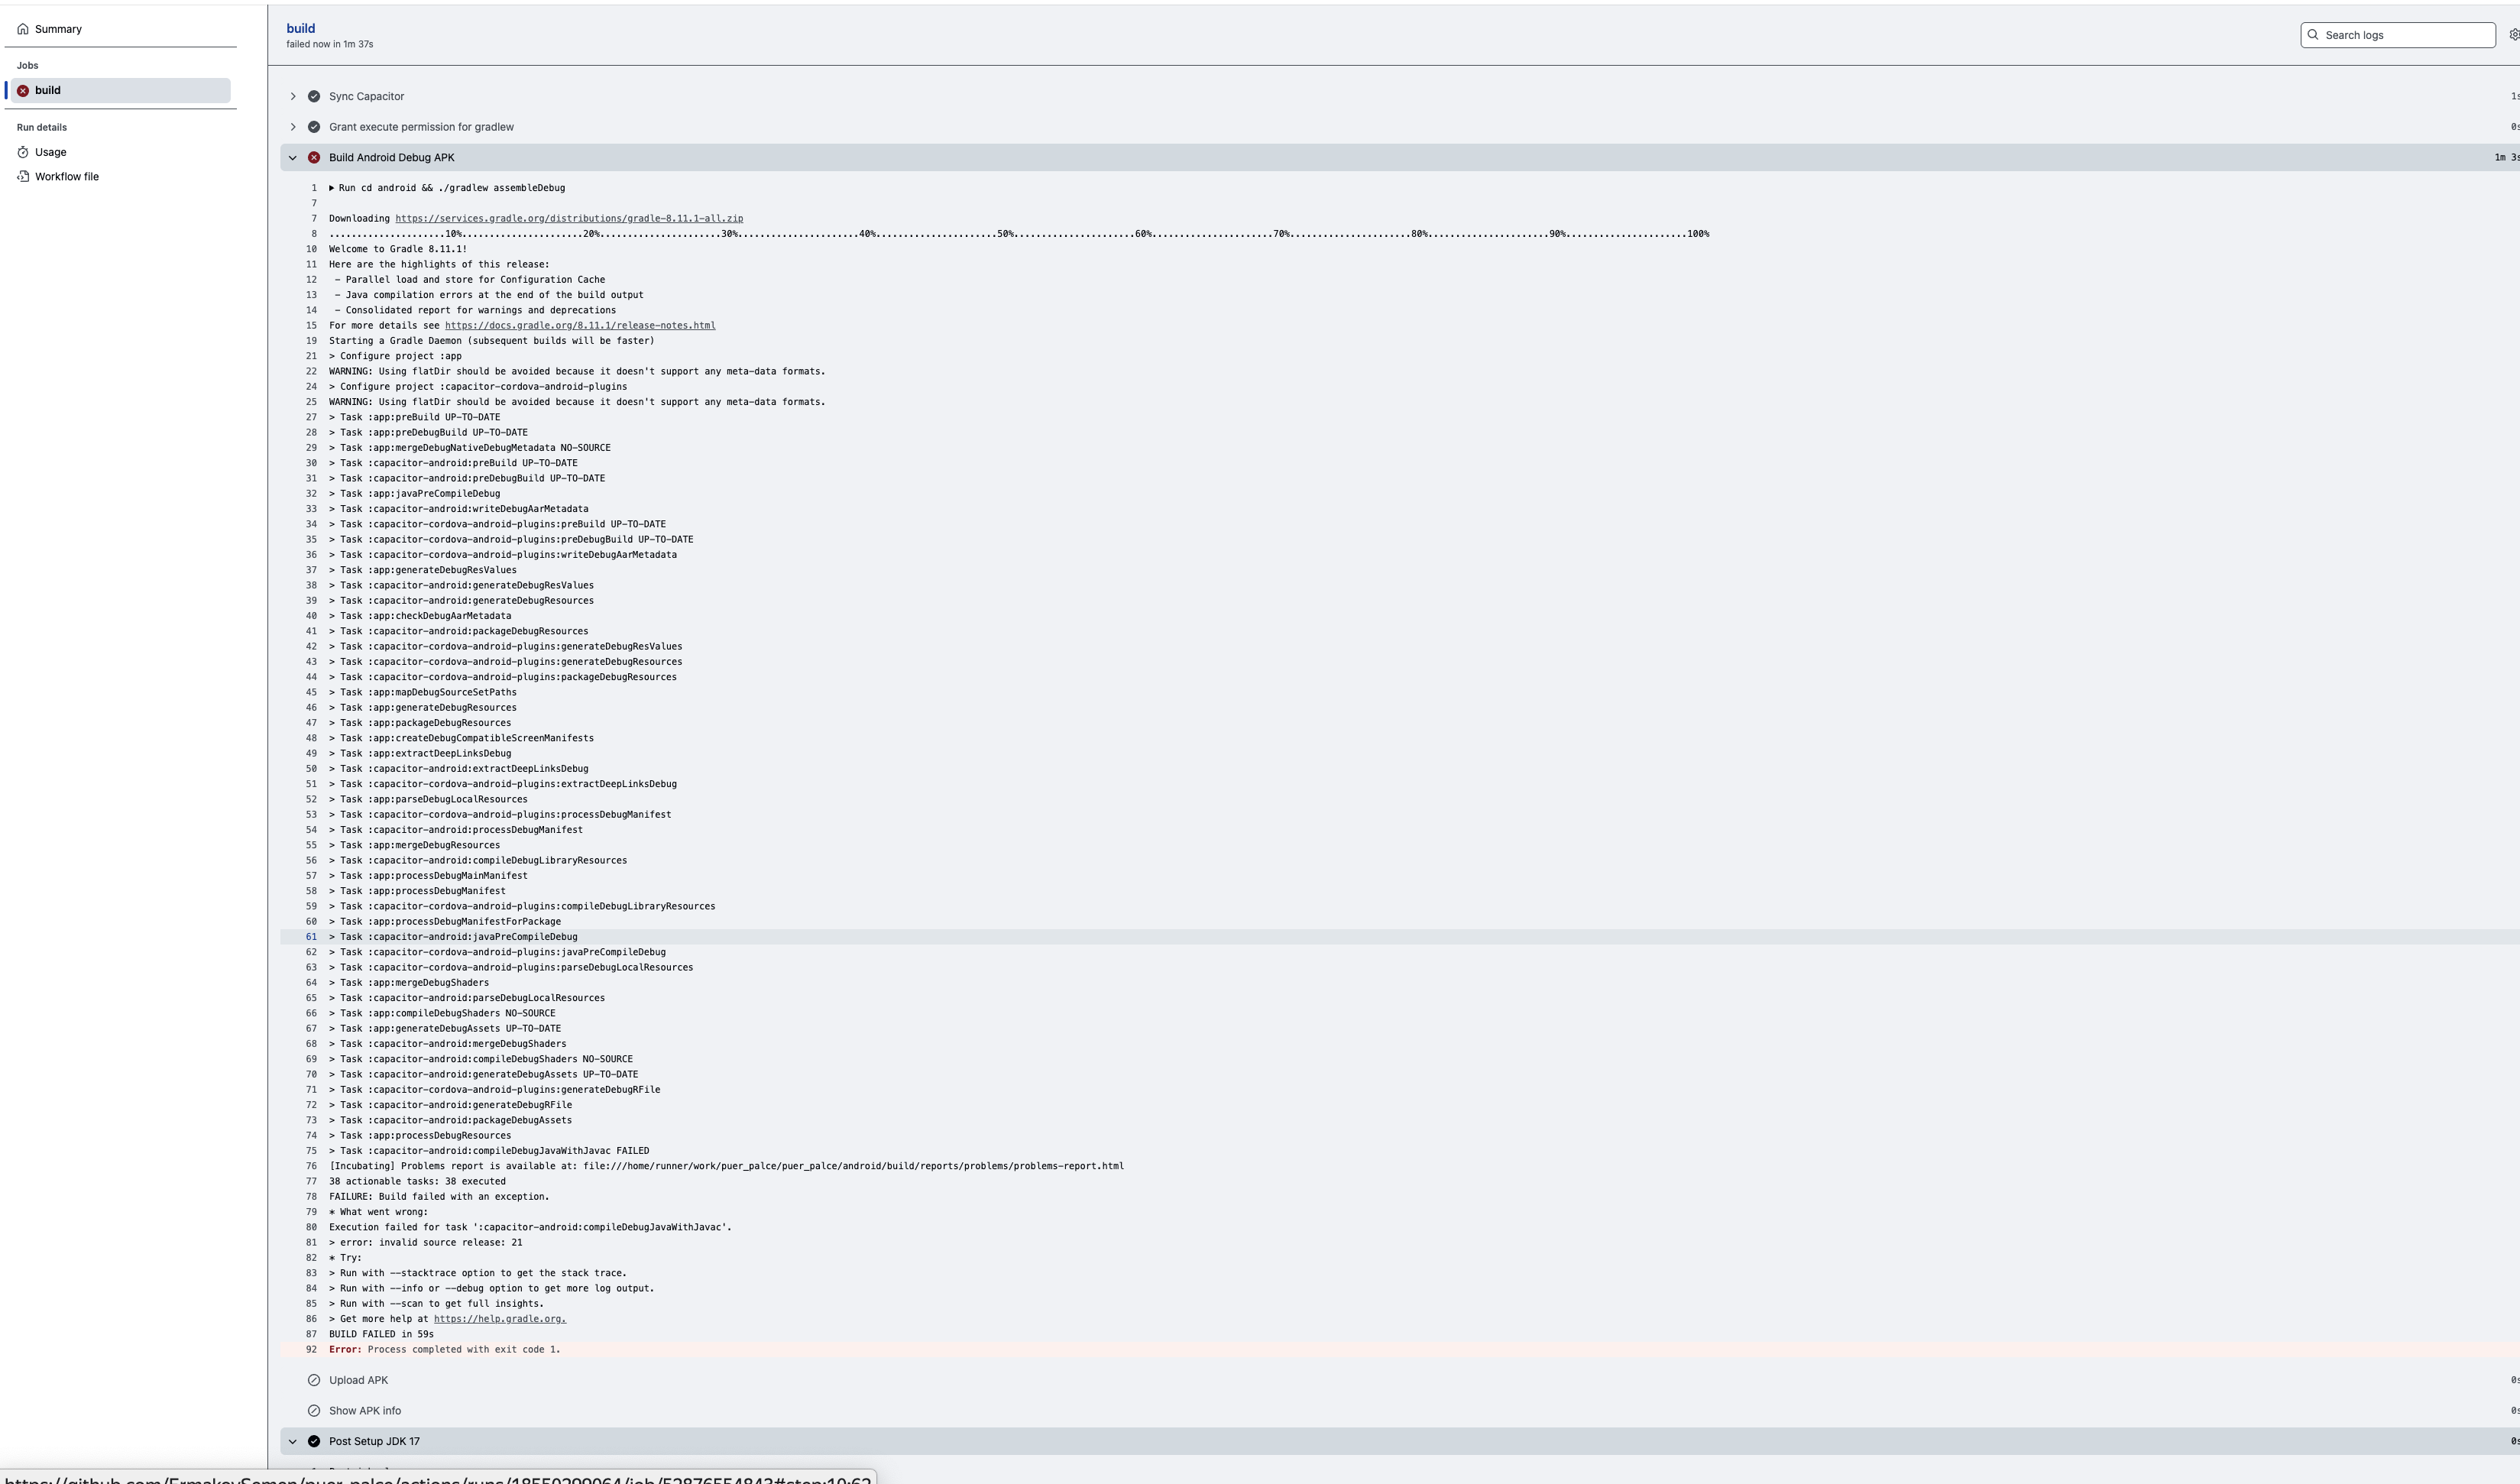 Summary
Jobs
build
Run details
Usage
Workflow file
build
failed now in 1m 37s
Search logs
Sync Capacitor
1s
Grant execute permission for gradlew
0s
Build Android Debug APK
1m 3s
1 ▶ Run cd android && ./gradlew assembleDebug
7
7 Downloading https://services.gradle.org/distributions/gradle-8.11.1-all.zip
8 .....................10%......................20%.....................30%......................40%......................50%.....................60%......................70%......................80%.....................90%......................100%
10 Welcome to Gradle 8.11.1!
11 Here are the highlights of this release:
12 - Parallel load and store for Configuration Cache
13 - Java compilation errors at the end of the build output
14 - Consolidated report for warnings and deprecations
15 For more details see https://docs.gradle.org/8.11.1/release-notes.html
19 Starting a Gradle Daemon (subsequent builds will be faster)
21 > Configure project :app
22 WARNING: Using flatDir should be avoided because it doesn't support any meta-data formats.
24 > Configure project :capacitor-cordova-android-plugins
25 WARNING: Using flatDir should be avoided because it doesn't support any meta-data formats.
27 > Task :app:preBuild UP-TO-DATE
28 > Task :app:preDebugBuild UP-TO-DATE
29 > Task :app:mergeDebugNativeDebugMetadata NO-SOURCE
30 > Task :capacitor-android:preBuild UP-TO-DATE
31 > Task :capacitor-android:preDebugBuild UP-TO-DATE
32 > Task :app:javaPreCompileDebug
33 > Task :capacitor-android:writeDebugAarMetadata
34 > Task :capacitor-cordova-android-plugins:preBuild UP-TO-DATE
35 > Task :capacitor-cordova-android-plugins:preDebugBuild UP-TO-DATE
36 > Task :capacitor-cordova-android-plugins:writeDebugAarMetadata
37 > Task :app:generateDebugResValues
38 > Task :capacitor-android:generateDebugResValues
39 > Task :capacitor-android:generateDebugResources
40 > Task :app:checkDebugAarMetadata
41 > Task :capacitor-android:packageDebugResources
42 > Task :capacitor-cordova-android-plugins:generateDebugResValues
43 > Task :capacitor-cordova-android-plugins:generateDebugResources
44 > Task :capacitor-cordova-android-plugins:packageDebugResources
45 > Task :app:mapDebugSourceSetPaths
46 > Task :app:generateDebugResources
47 > Task :app:packageDebugResources
48 > Task :app:createDebugCompatibleScreenManifests
49 > Task :app:extractDeepLinksDebug
50 > Task :capacitor-android:extractDeepLinksDebug
51 > Task :capacitor-cordova-android-plugins:extractDeepLinksDebug
52 > Task :app:parseDebugLocalResources
53 > Task :capacitor-cordova-android-plugins:processDebugManifest
54 > Task :capacitor-android:processDebugManifest
55 > Task :app:mergeDebugResources
56 > Task :capacitor-android:compileDebugLibraryResources
57 > Task :app:processDebugMainManifest
58 > Task :app:processDebugManifest
59 > Task :capacitor-cordova-android-plugins:compileDebugLibraryResources
60 > Task :app:processDebugManifestForPackage
61 > Task :capacitor-android:javaPreCompileDebug
62 > Task :capacitor-cordova-android-plugins:javaPreCompileDebug
63 > Task :capacitor-cordova-android-plugins:parseDebugLocalResources
64 > Task :app:mergeDebugShaders
65 > Task :capacitor-android:parseDebugLocalResources
66 > Task :app:compileDebugShaders NO-SOURCE
67 > Task :app:generateDebugAssets UP-TO-DATE
68 > Task :capacitor-android:mergeDebugShaders
69 > Task :capacitor-android:compileDebugShaders NO-SOURCE
70 > Task :capacitor-android:generateDebugAssets UP-TO-DATE
71 > Task :capacitor-cordova-android-plugins:generateDebugRFile
72 > Task :capacitor-android:generateDebugRFile
73 > Task :capacitor-android:packageDebugAssets
74 > Task :app:processDebugResources
75 > Task :capacitor-android:compileDebugJavaWithJavac FAILED
76 [Incubating] Problems report is available at: file:///home/runner/work/puer_palce/puer_palce/android/build/reports/problems/problems-report.html
77 38 actionable tasks: 38 executed
78 FAILURE: Build failed with an exception.
79 * What went wrong:
80 Execution failed for task ':capacitor-android:compileDebugJavaWithJavac'.
81 > error: invalid source release: 21
82 * Try:
83 > Run with --stacktrace option to get the stack trace.
84 > Run with --info or --debug option to get more log output.
85 > Run with --scan to get full insights.
86 > Get more help at https://help.gradle.org.
87 BUILD FAILED in 59s
92 Error: Process completed with exit code 1.
Upload APK
0s
Show APK info
0s
Post Setup JDK 17
0s